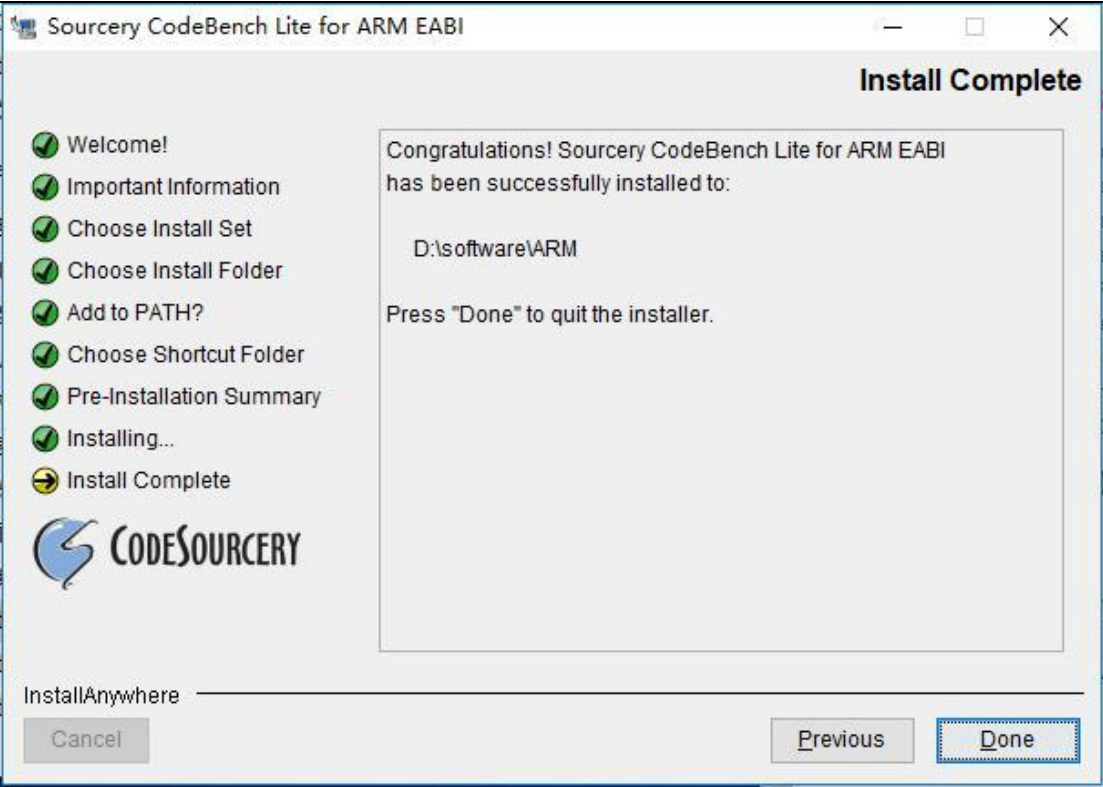 Sourcery CodeBench Lite for ARM EABI
Install Complete
Welcome!
Important Information
Choose Install Set
Choose Install Folder
Add to PATH?
Choose Shortcut Folder
Pre-Installation Summary
Installing...
Install Complete
CODESOURCERY
Congratulations! Sourcery CodeBench Lite for ARM EABI
has been successfully installed to:
D:\software\ARM
Press "Done" to quit the installer.
InstallAnywhere
Cancel
Previous
Done